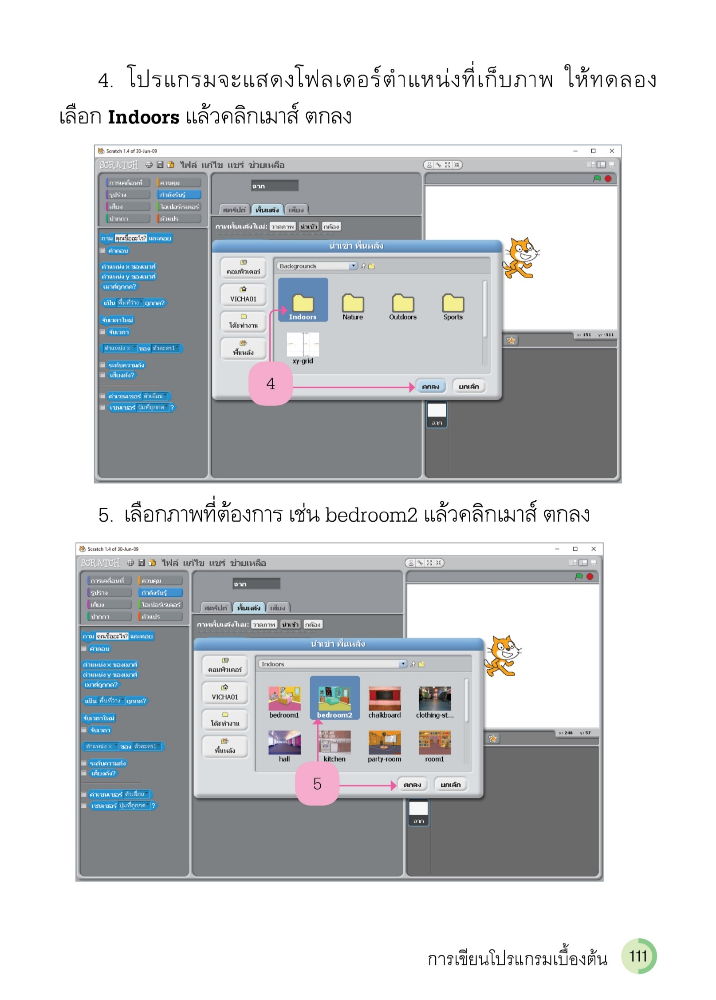 4. โปรแกรมจะแสดงโฟลเดอร์ตำแหน่งที่เก็บภาพ ให้ทดลอง
เลือก Indoors แล้วคลิกเมาส์ ตกลง
Scratch 1.4 of 30-Jun-09
SCRATCH ไฟล์ แก้ไข แชร์ ช่วยเหลือ
การเคลื่อนที่ ควบคุม
รูปร่าง กำลังรับรู้
เสียง โอเปอร์เรเตอร์
ปากกา ตัวแปร
ถาม คุณชื่ออะไร? และคอย
คำตอบ
ตำแหน่ง x ของเมาส์
ตำแหน่ง y ของเมาส์
เมาส์ถูกกด?
แป้น พื้นที่ว่าง ถูกกด?
จับเวลาใหม่
จับเวลา
ตำแหน่ง x ของ ตัวละคร1
ระดับความดัง
เสียงดัง?
ค่าเซนเซอร์ ตัวเลื่อน
เซนเซอร์ ปุ่มที่ถูกกด ?
ฉาก
สคริปต์ พื้นหลัง เสียง
ภาพพื้นหลังใหม่: วาดภาพ นำเข้า กล้อง
นำเข้า พื้นหลัง
คอมพิวเตอร์
VICHA01
โต๊ะทำงาน
พื้นหลัง
Backgrounds
Indoors Nature Outdoors Sports
xy-grid
4
ตกลง ยกเลิก
x: 151 y: -311
ฉาก
5. เลือกภาพที่ต้องการ เช่น bedroom2 แล้วคลิกเมาส์ ตกลง
Scratch 1.4 of 30-Jun-09
SCRATCH ไฟล์ แก้ไข แชร์ ช่วยเหลือ
การเคลื่อนที่ ควบคุม
รูปร่าง กำลังรับรู้
เสียง โอเปอร์เรเตอร์
ปากกา ตัวแปร
ถาม คุณชื่ออะไร? และคอย
คำตอบ
ตำแหน่ง x ของเมาส์
ตำแหน่ง y ของเมาส์
เมาส์ถูกกด?
แป้น พื้นที่ว่าง ถูกกด?
จับเวลาใหม่
จับเวลา
ตำแหน่ง x ของ ตัวละคร1
ระดับความดัง
เสียงดัง?
ค่าเซนเซอร์ ตัวเลื่อน
เซนเซอร์ ปุ่มที่ถูกกด ?
ฉาก
สคริปต์ พื้นหลัง เสียง
ภาพพื้นหลังใหม่: วาดภาพ นำเข้า กล้อง
นำเข้า พื้นหลัง
คอมพิวเตอร์
VICHA01
โต๊ะทำงาน
พื้นหลัง
Indoors
bedroom1 bedroom2 chalkboard clothing-st...
hall kitchen party-room room1
5
ตกลง ยกเลิก
x: 246 y: 57
ฉาก
การเขียนโปรแกรมเบื้องต้น 111